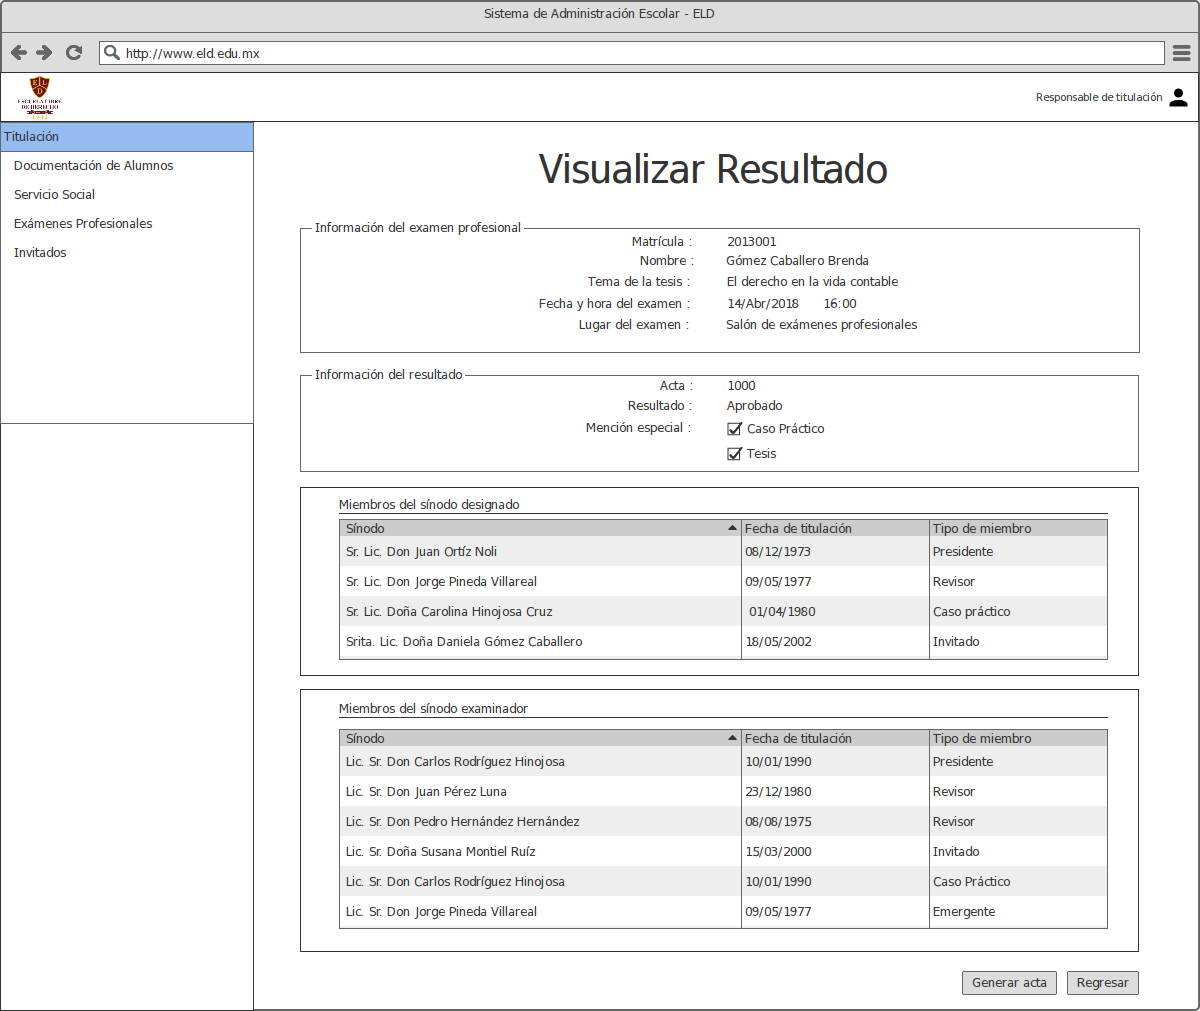 Sistema de Administración Escolar - ELD
http://www.eld.edu.mx
ELD
ESCUELA LIBRE
DE DERECHO
1912
Responsable de titulación
Titulación
Documentación de Alumnos
Servicio Social
Exámenes Profesionales
Invitados
Visualizar Resultado
Información del examen profesional
Matrícula : 2013001
Nombre : Gómez Caballero Brenda
Tema de la tesis : El derecho en la vida contable
Fecha y hora del examen : 14/Abr/2018 16:00
Lugar del examen : Salón de exámenes profesionales
Información del resultado
Acta : 1000
Resultado : Aprobado
Mención especial : Caso Práctico
Tesis
Miembros del sínodo designado
Sínodo Fecha de titulación Tipo de miembro
Sr. Lic. Don Juan Ortíz Noli 08/12/1973 Presidente
Sr. Lic. Don Jorge Pineda Villareal 09/05/1977 Revisor
Sr. Lic. Doña Carolina Hinojosa Cruz 01/04/1980 Caso práctico
Srita. Lic. Doña Daniela Gómez Caballero 18/05/2002 Invitado
Miembros del sínodo examinador
Sínodo Fecha de titulación Tipo de miembro
Lic. Sr. Don Carlos Rodríguez Hinojosa 10/01/1990 Presidente
Lic. Sr. Don Juan Pérez Luna 23/12/1980 Revisor
Lic. Sr. Don Pedro Hernández Hernández 08/08/1975 Revisor
Lic. Sr. Doña Susana Montiel Ruíz 15/03/2000 Invitado
Lic. Sr. Don Carlos Rodríguez Hinojosa 10/01/1990 Caso Práctico
Lic. Sr. Don Jorge Pineda Villareal 09/05/1977 Emergente
Generar acta Regresar